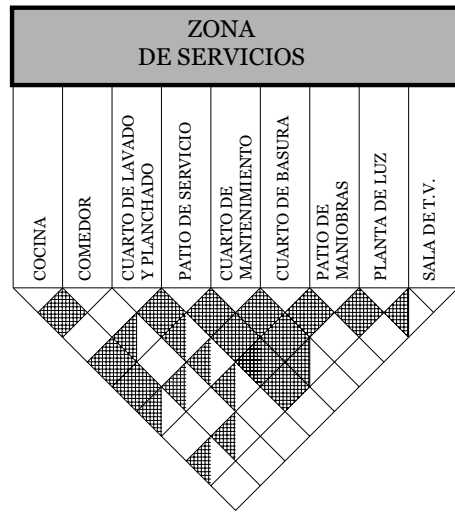 ZONA
DE SERVICIOS
COCINA
COMEDOR
CUARTO DE LAVADO
Y PLANCHADO
PATIO DE SERVICIO
CUARTO DE
MANTENIMIENTO
CUARTO DE BASURA
PATIO DE
MANIOBRAS
PLANTA DE LUZ
SALA DE T.V.